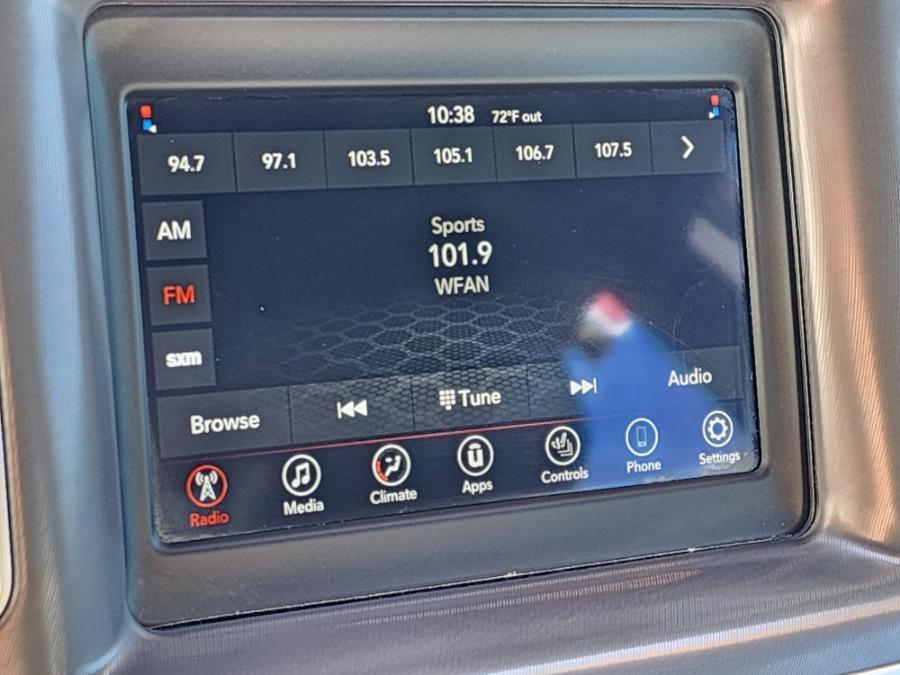 10:38 72°F out
94.7 97.1 103.5 105.1 106.7 107.5
AM
Sports
101.9
WFAN
FM
sxm
Browse Tune Audio
Radio Media Climate Apps Controls Phone Settings